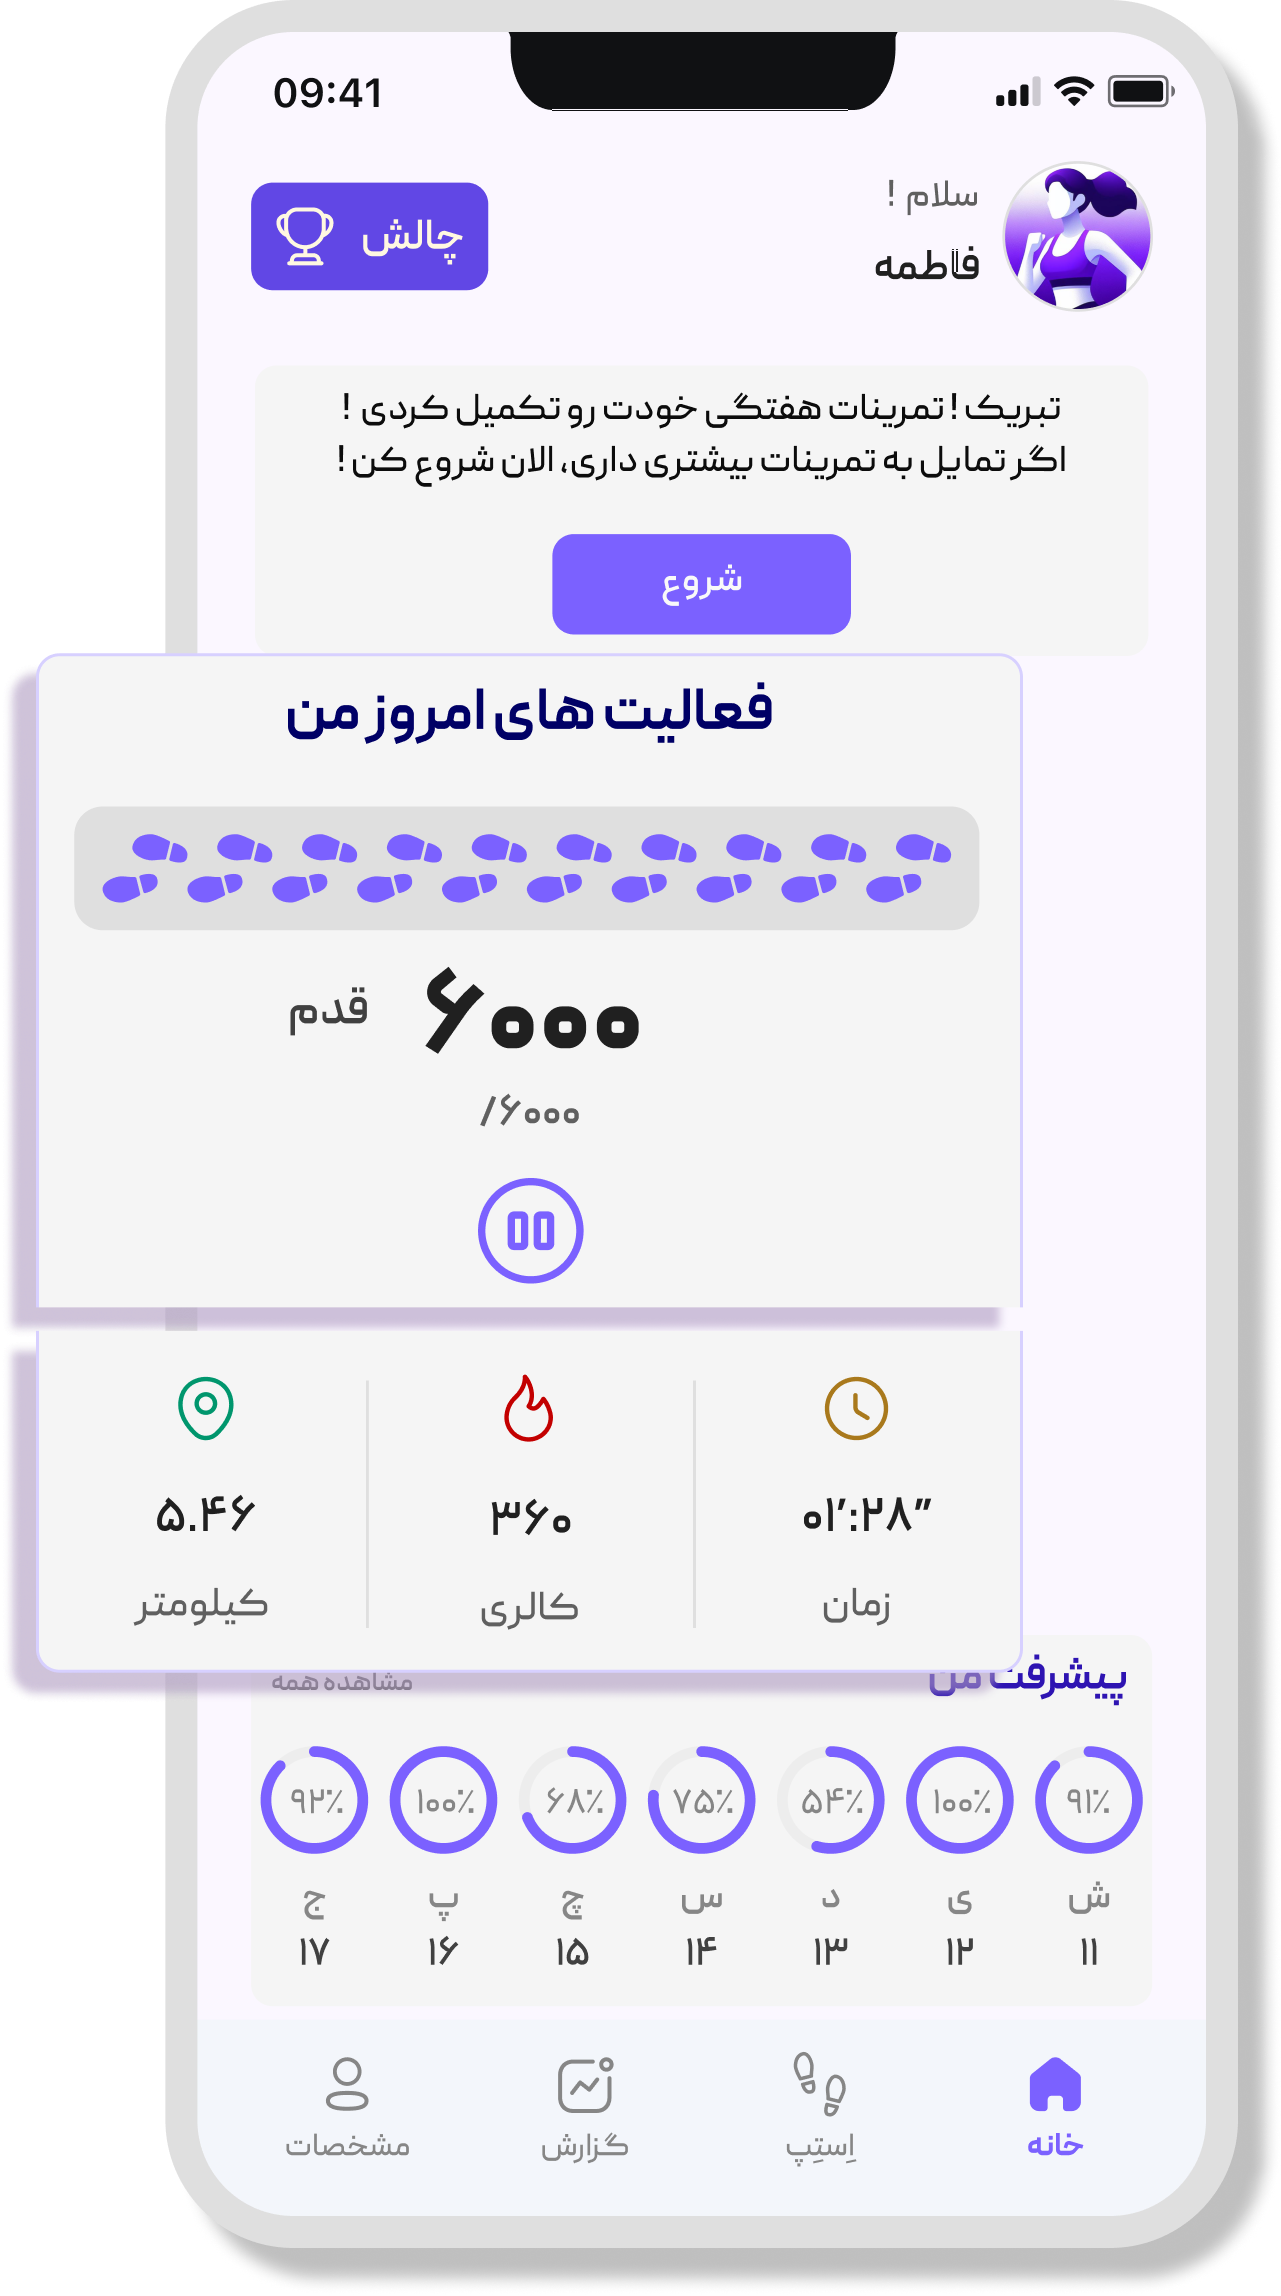 09:41
سلام !
فاطمه
چالش
تبریک ! تمرینات هفتگی خودت رو تکمیل کردی !
اگر تمایل به تمرینات بیشتری داری، الان شروع کن !
شروع
فعالیت های امروز من
۶۰۰۰ قدم
/۶۰۰۰
۰۱′:۲۸″
زمان
۳۶۰
کالری
۵.۴۶
کیلومتر
پیشرفت من
مشاهده همه
۹۱٪ ۱۰۰٪ ۵۴٪ ۷۵٪ ۶۸٪ ۱۰۰٪ ۹۲٪
ش ی د س چ پ ج
۱۱ ۱۲ ۱۳ ۱۴ ۱۵ ۱۶ ۱۷
خانه اِستِپ گزارش مشخصات